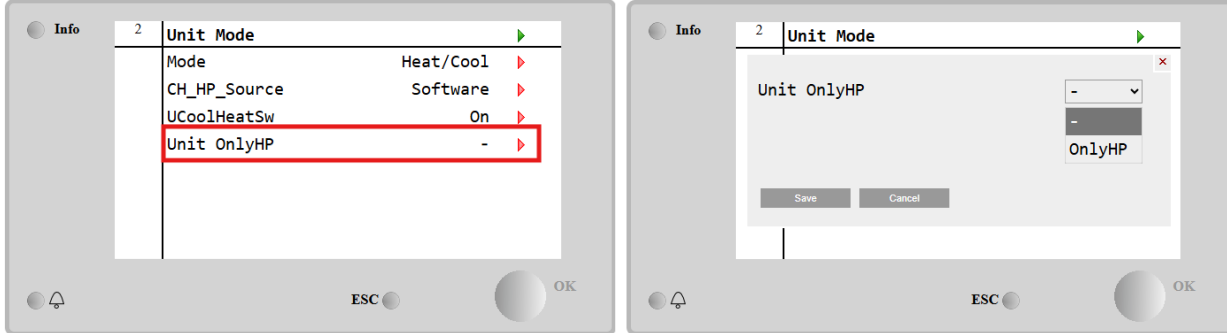 Info
2 Unit Mode
Mode Heat/Cool
CH_HP_Source Software
UCoolHeatSw On
Unit OnlyHP -
ESC
OK
Info
2 Unit Mode
×
Unit OnlyHP -
-
OnlyHP
Save Cancel
ESC
OK